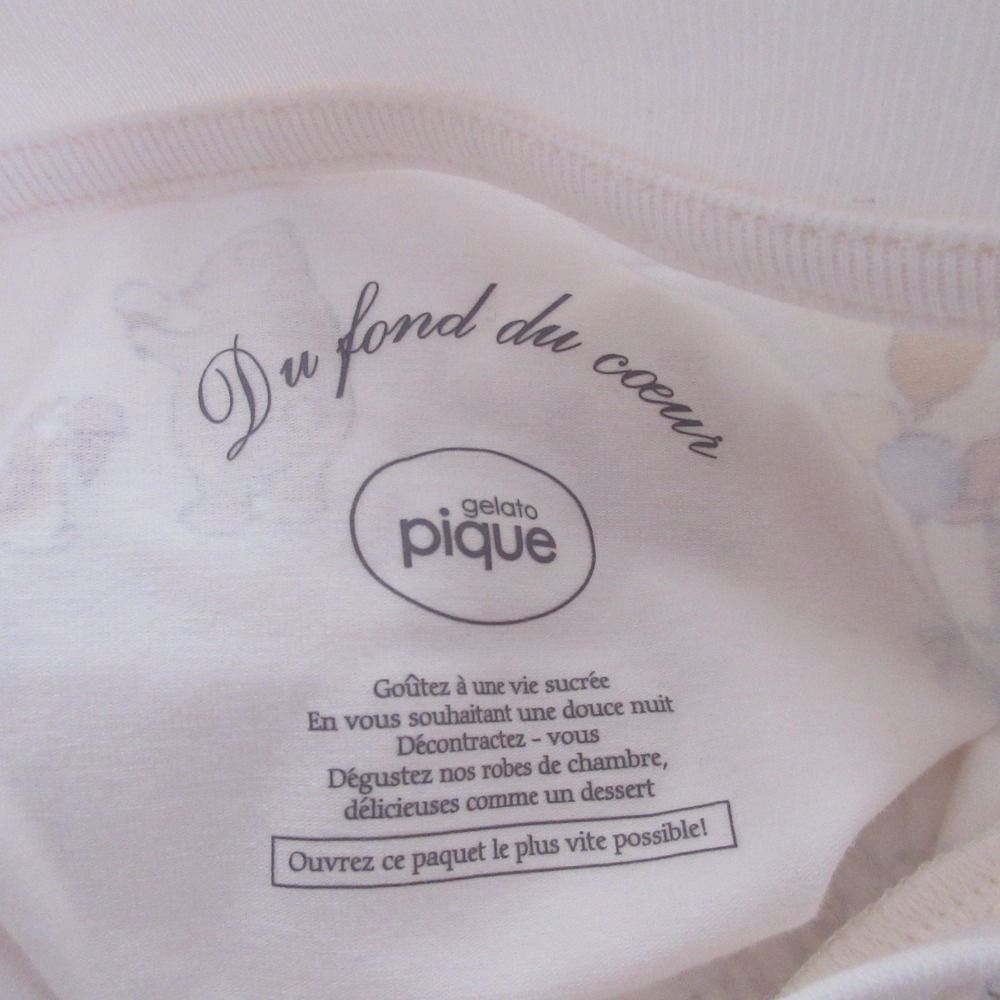 Du fond du cœur
gelato
pique
Goûtez à une vie sucrée
En vous souhaitant une douce nuit
Décontractez - vous
Dégustez nos robes de chambre,
délicieuses comme un dessert
Ouvrez ce paquet le plus vite possible!